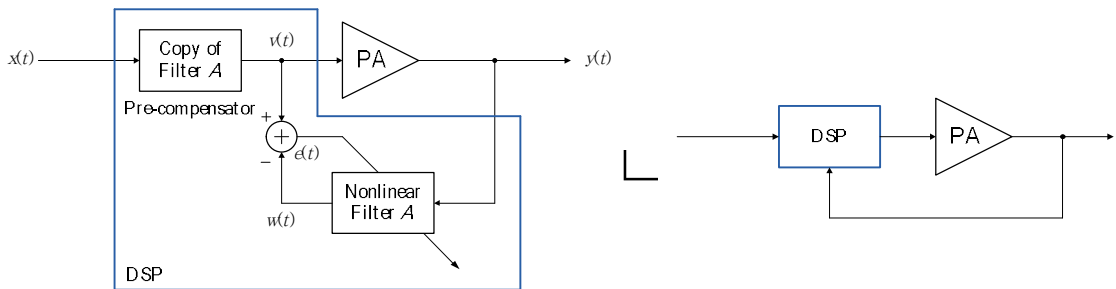 x(t)
Copy of
Filter A
Pre-compensator
v(t)
PA
y(t)
+
+
−
e(t)
w(t)
Nonlinear
Filter A
DSP
DSP
PA